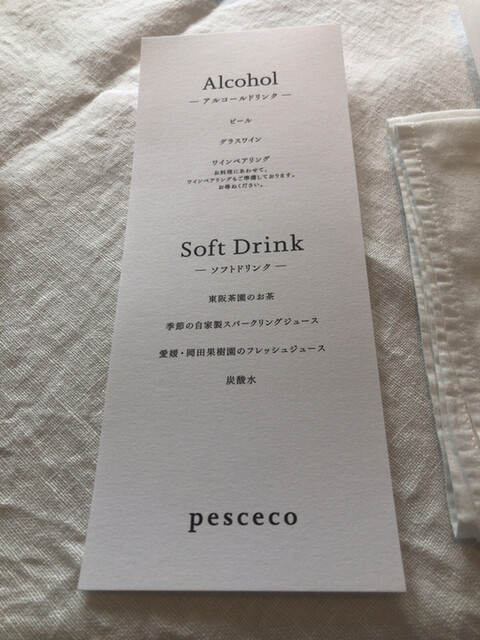 Alcohol
— アルコールドリンク —
ビール
グラスワイン
ワインペアリング
お料理にあわせて、
ワインペアリングもご準備しております。
お尋ねください。
Soft Drink
— ソフトドリンク —
東阪茶園のお茶
季節の自家製スパークリングジュース
愛媛・岡田果樹園のフレッシュジュース
炭酸水
pesceco